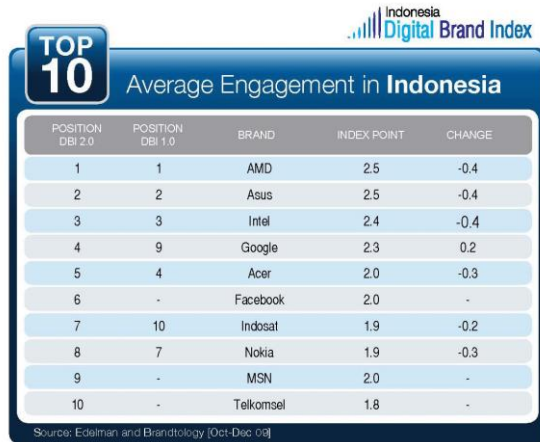 Indonesia
Digital Brand Index
TOP
10
Average Engagement in Indonesia
POSITION DBI 2.0 POSITION DBI 1.0 BRAND INDEX POINT CHANGE
1 1 AMD 2.5 -0.4
2 2 Asus 2.5 -0.4
3 3 Intel 2.4 -0.4
4 9 Google 2.3 0.2
5 4 Acer 2.0 -0.3
6 - Facebook 2.0 -
7 10 Indosat 1.9 -0.2
8 7 Nokia 1.9 -0.3
9 - MSN 2.0 -
10 - Telkomsel 1.8 -
Source: Edelman and Brandtology [Oct-Dec 09]